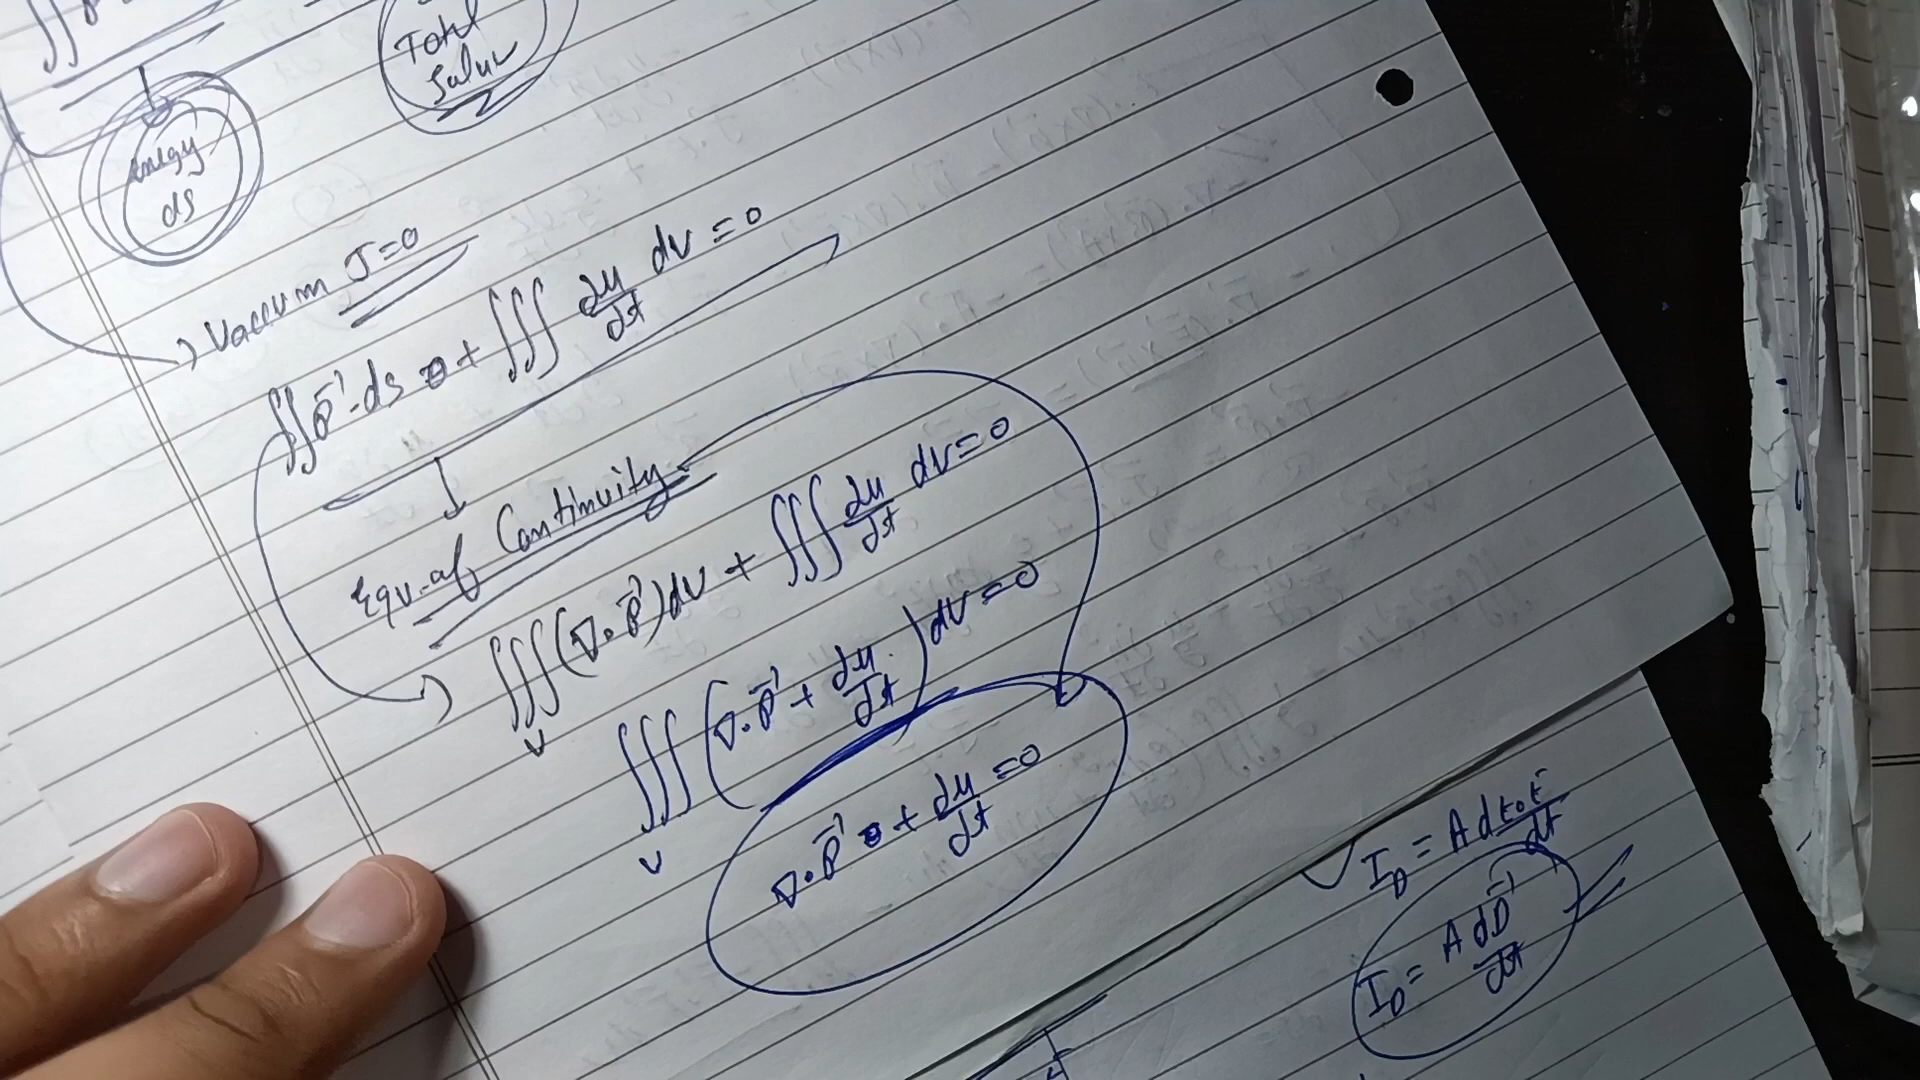 Total
energy
ds
Vaccum J=0
∬P⃗·ds + ∭ du/dt dv = 0
Equ. of Continuity
∭(∇·P⃗)dv + ∭ du/dt dv = 0
V
∭(∇·P⃗ + du/dt)dv = 0
V
∇·P⃗ + du/dt = 0
I_D = A dε₀E/dt
I_D = A dD⃗/dt